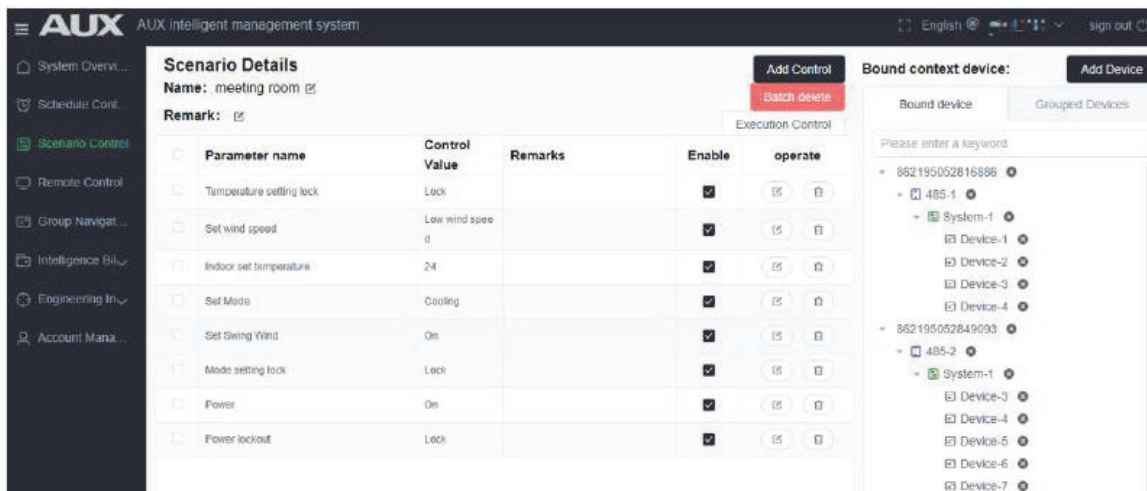 AUX AUX intelligent management system
English
sign out
System Overvi...
Schedule Cont...
Scenario Control
Remote Control
Group Navigat...
Intelligence Bil
Engineering In
Account Mana...
Scenario Details
Name: meeting room
Remark:
Add Control
Batch delete
Execution Control
Parameter name Control Value Remarks Enable operate
Temperature setting lock Lock
Set wind speed Low wind spee
d
Indoor set temperature 24
Set Mode Cooling
Set Swing Wind On
Mode setting lock Lock
Power On
Power lockout Lock
Bound context device: Add Device
Bound device Grouped Devices
Please enter a keyword
862195052816886
485-1
System-1
Device-1
Device-2
Device-3
Device-4
862195052849093
485-2
System-1
Device-3
Device-4
Device-5
Device-6
Device-7